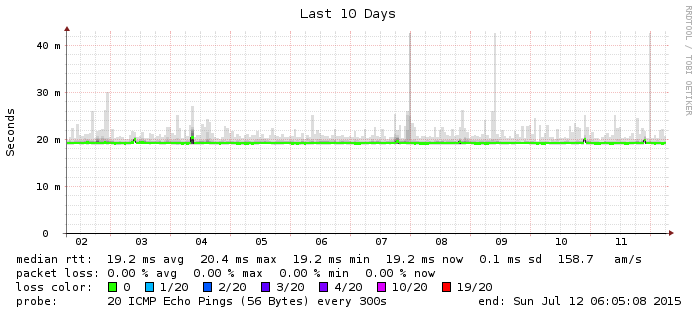 Last 10 Days
RRDTOOL / TOBI OETIKER
Seconds
40 m
30 m
20 m
10 m
0
02 03 04 05 06 07 08 09 10 11
median rtt: 19.2 ms avg 20.4 ms max 19.2 ms min 19.2 ms now 0.1 ms sd 158.7 am/s
packet loss: 0.00 % avg 0.00 % max 0.00 % min 0.00 % now
loss color: 0 1/20 2/20 3/20 4/20 10/20 19/20
probe: 20 ICMP Echo Pings (56 Bytes) every 300s end: Sun Jul 12 06:05:08 2015